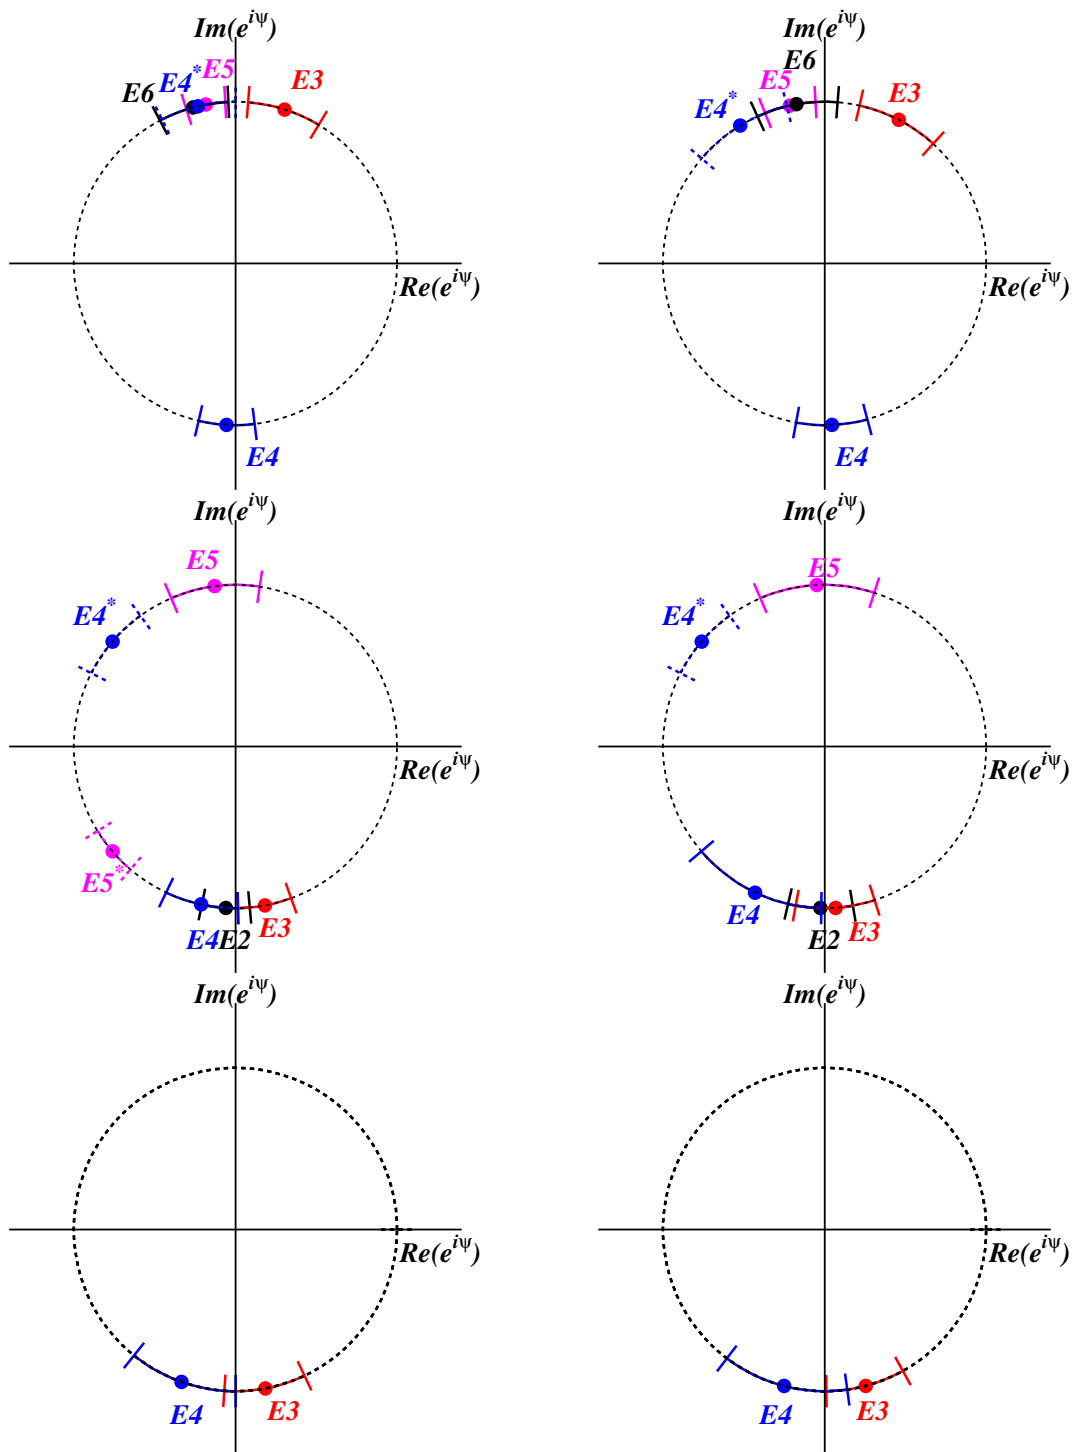 Im(e^{iψ}) Im(e^{iψ})
E6 E4* E5 E3 E6 E5 E4* E3
Re(e^{iψ}) Re(e^{iψ})
E4 E4
Im(e^{iψ}) Im(e^{iψ})
E5 E5
E4* E4*
Re(e^{iψ}) Re(e^{iψ})
E5*
E4 E2 E3 E4 E2 E3
Im(e^{iψ}) Im(e^{iψ})
Re(e^{iψ}) Re(e^{iψ})
E4 E3 E4 E3